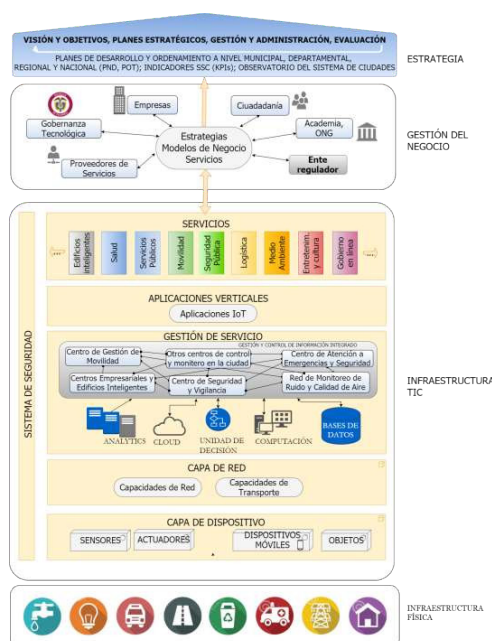 VISIÓN Y OBJETIVOS, PLANES ESTRATÉGICOS, GESTIÓN Y ADMINISTRACIÓN, EVALUACIÓN
PLANES DE DESARROLLO Y ORDENAMIENTO A NIVEL MUNICIPAL, DEPARTAMENTAL,
REGIONAL Y NACIONAL (PND, POT); INDICADORES SSC (KPIs); OBSERVATORIO DEL SISTEMA DE CIUDADES
ESTRATEGIA
Empresas
Cuadadanía
Gobernanza
Tecnológica
Academia,
ONG
Estrategias
Modelos de Negocio
Servicios
Proveedores de
Servicios
Ente
regulador
GESTIÓN DEL
NEGOCIO
SISTEMA DE SEGURIDAD
SERVICIOS
Edificios
inteligentes
Salud
Servicios
Públicos
Movilidad
Seguridad
Pública
Logística
Medio
Ambiente
Entretenim.
y cultura
Gobierno
en línea
APLICACIONES VERTICALES
Aplicaciones IoT
GESTIÓN DE SERVICIO
GESTIÓN Y CONTROL DE INFORMACIÓN INTEGRADO
Centro de Gestión de
Movilidad
Otros centros de control
y monitero en la ciudad
Centro de Atención a
Emergencias y Seguridad
Centros Empresariales y
Edificios Inteligentes
Centro de Seguridad y
Vigilancia
Red de Monitoreo de
Ruido y Calidad de Aire
ANALYTICS
CLOUD
UNIDAD DE
DECISIÓN
COMPUTACIÓN
BASES DE
DATOS
INFRAESTRUCTURA
TIC
CAPA DE RED
Capacidades de Red
Capacidades de
Transporte
CAPA DE DISPOSITIVO
SENSORES
ACTUADORES
DISPOSITIVOS
MÓVILES
OBJETOS
INFRAESTRUCTURA
FÍSICA